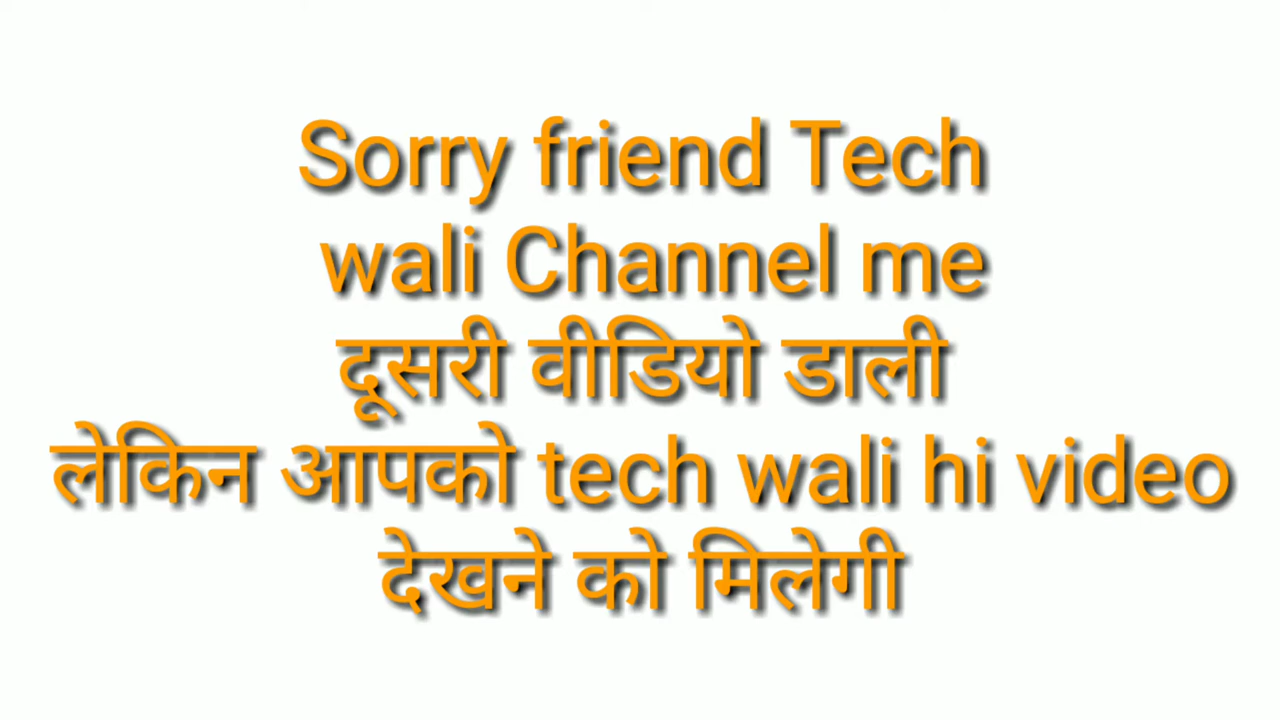 Sorry friend Tech
wali Channel me
दूसरी वीडियो डाली
लेकिन आपको tech wali hi video
देखने को मिलेगी